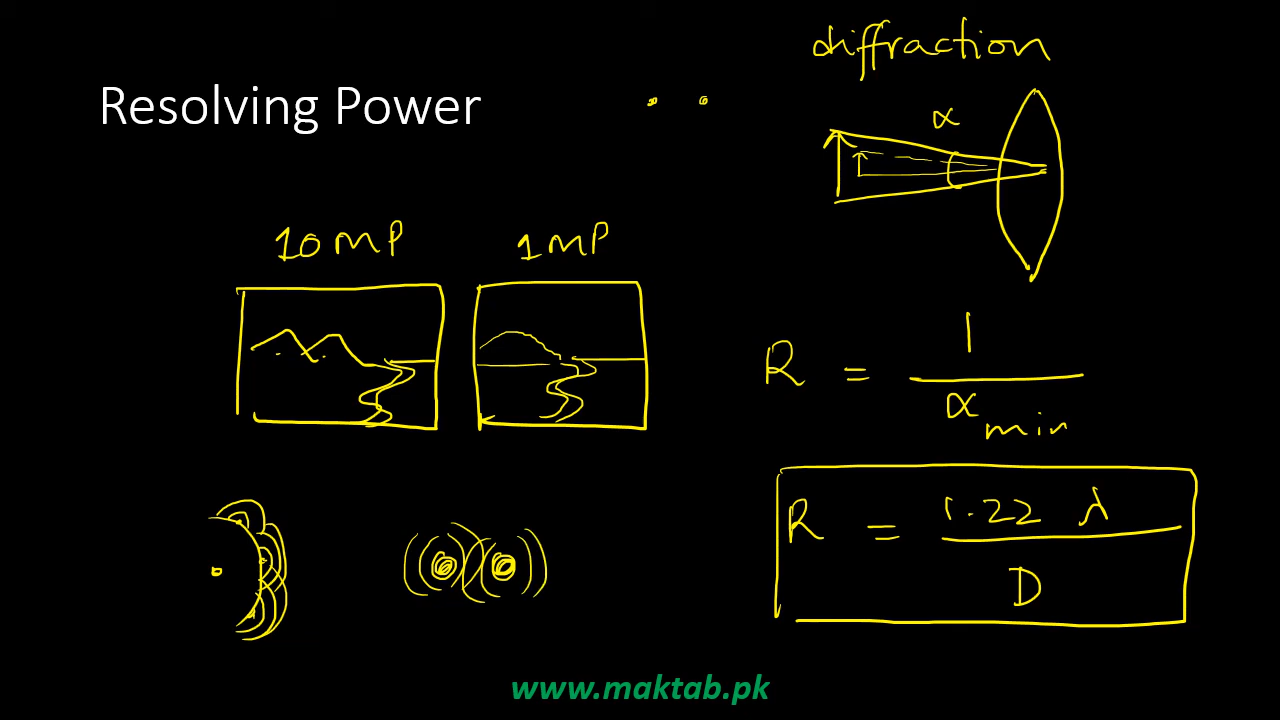 diffraction
Resolving Power
α
10 MP
1 MP
R = 1 / α min
R = 1.22 λ / D
www.maktab.pk